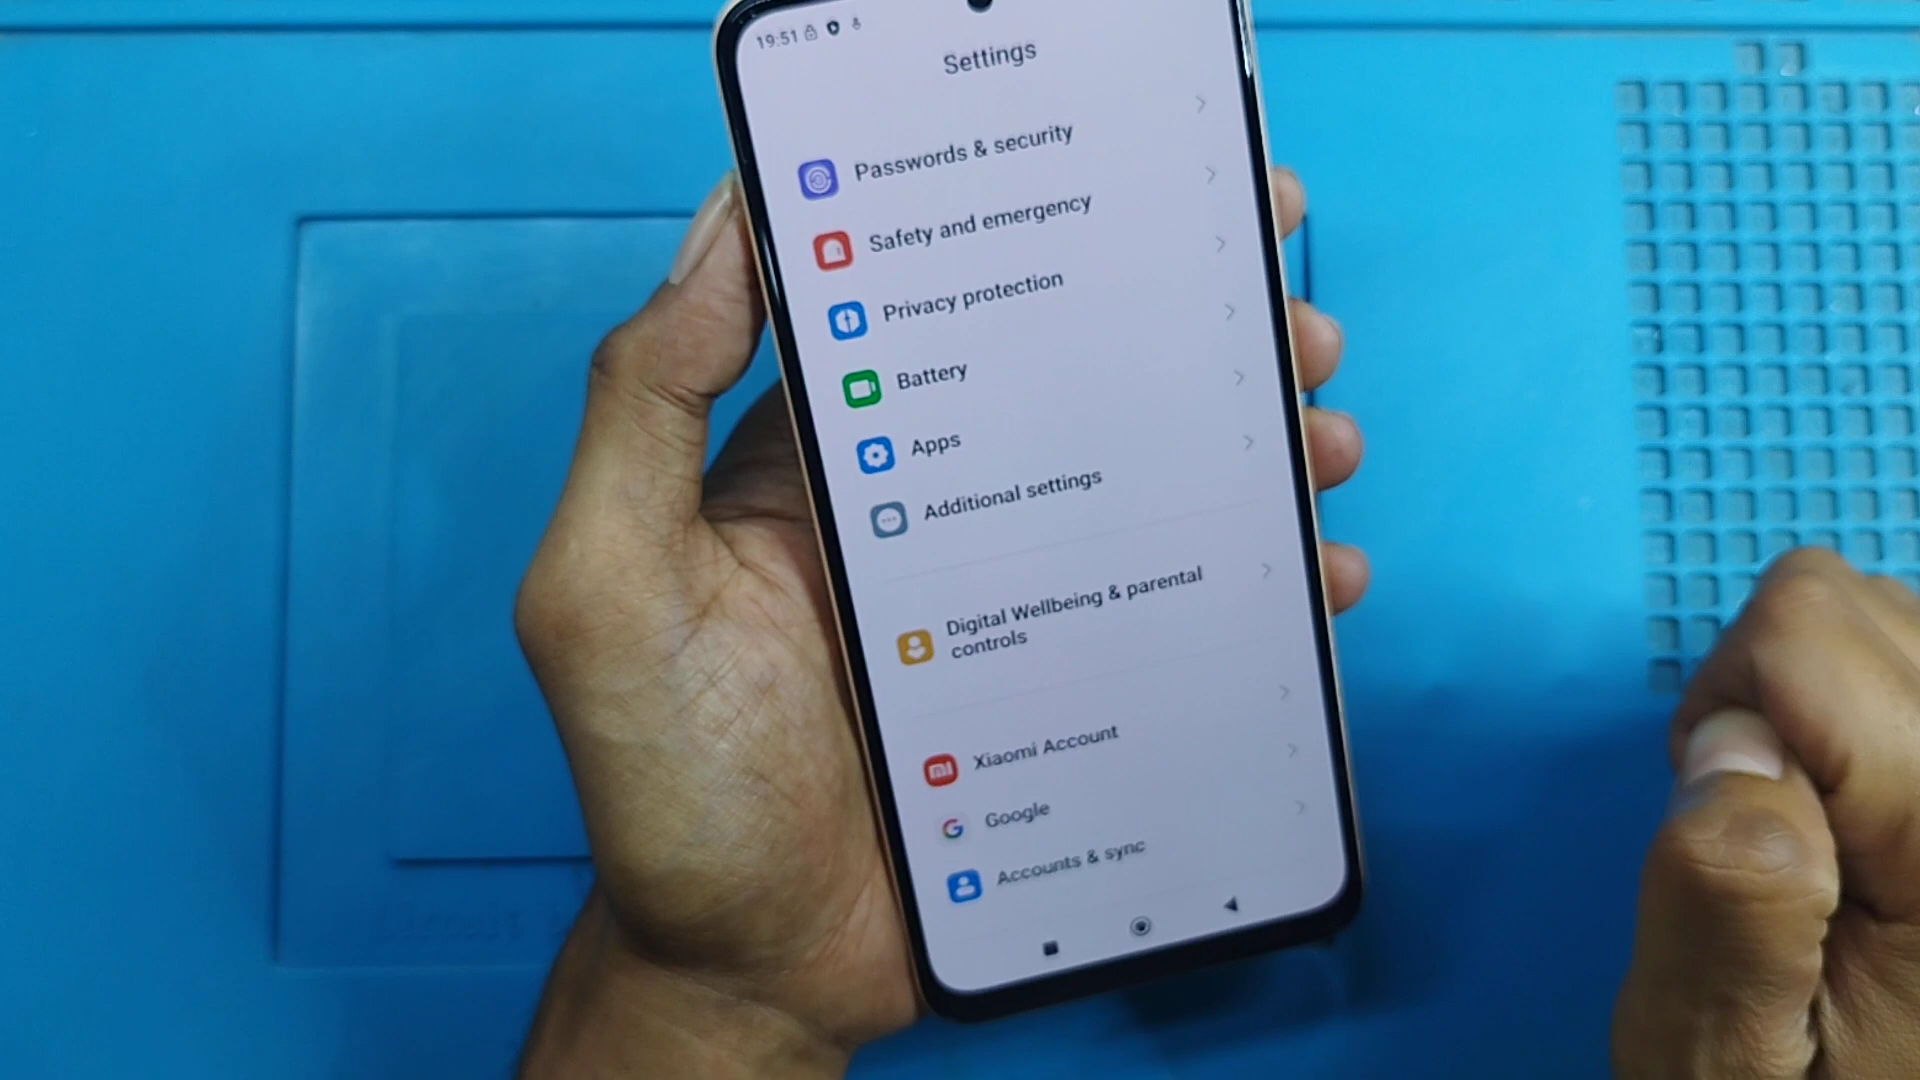 19:51
Settings
Passwords & security
Safety and emergency
Privacy protection
Battery
Apps
Additional settings
Digital Wellbeing & parental
controls
Xiaomi Account
Google
Accounts & sync